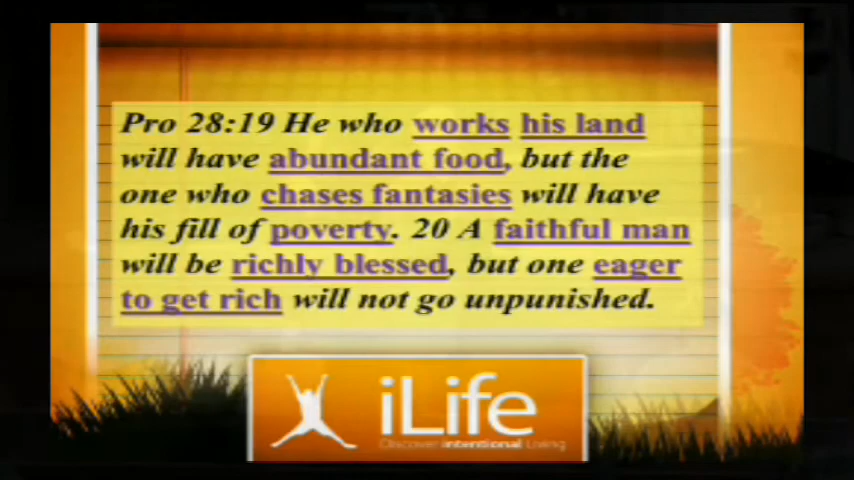 Pro 28:19 He who works his land
will have abundant food, but the
one who chases fantasies will have
his fill of poverty. 20 A faithful man
will be richly blessed, but one eager
to get rich will not go unpunished.
iLife
Discover intentional Living